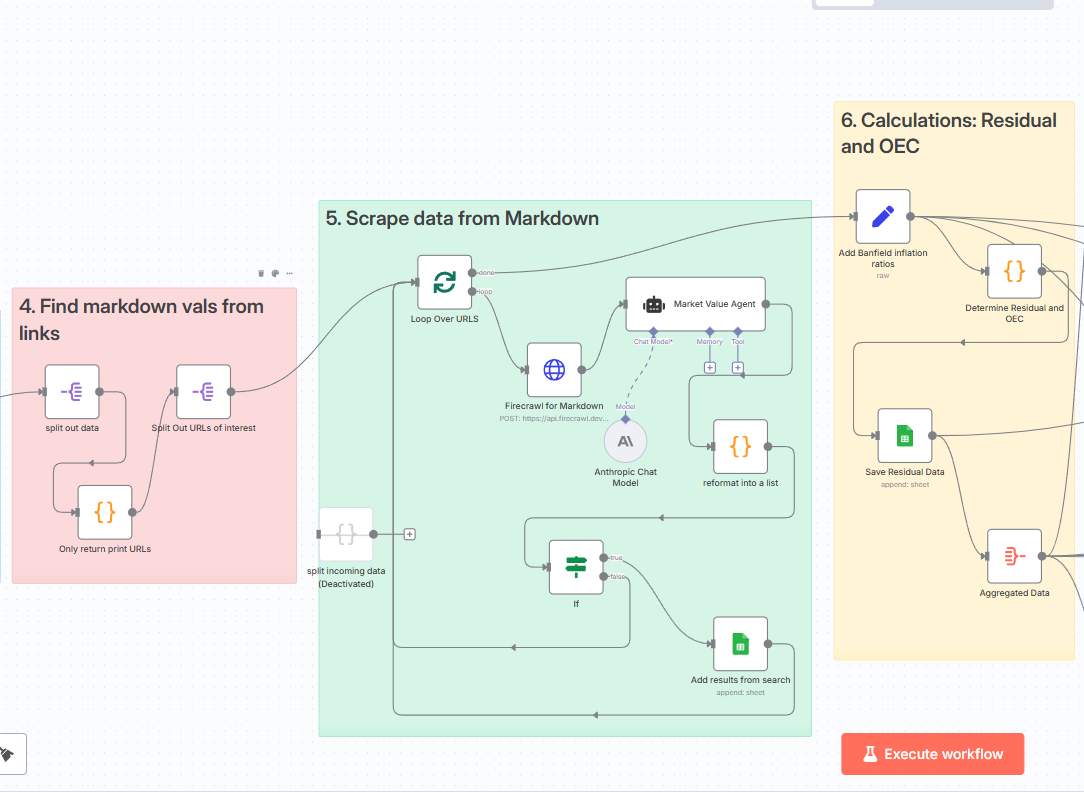 4. Find markdown vals from
links
split out data
Split Out URLs of interest
Only return print URLs
5. Scrape data from Markdown
Loop Over URLS
done
loop
Firecrawl for Markdown
POST: https://api.firecrawl.dev...
Market Value Agent
Chat Model*
Memory
Tool
Model
Anthropic Chat
Model
reformat into a list
split incoming data
(Deactivated)
If
true
false
Add results from search
append: sheet
6. Calculations: Residual
and OEC
Add Banfield inflation
ratios
raw
Determine Residual and
OEC
Save Residual Data
append: sheet
Aggregated Data
Execute workflow